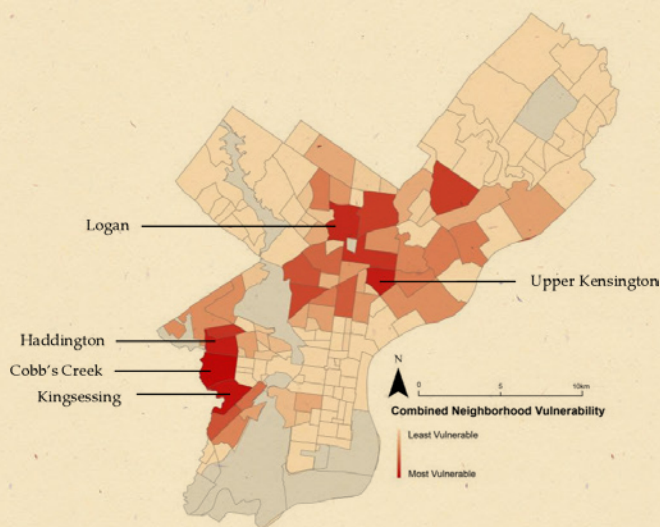 Logan
Upper Kensington
Haddington
Cobb's Creek
Kingsessing
N
0 5 10km
Combined Neighborhood Vulnerability
Least Vulnerable
Most Vulnerable